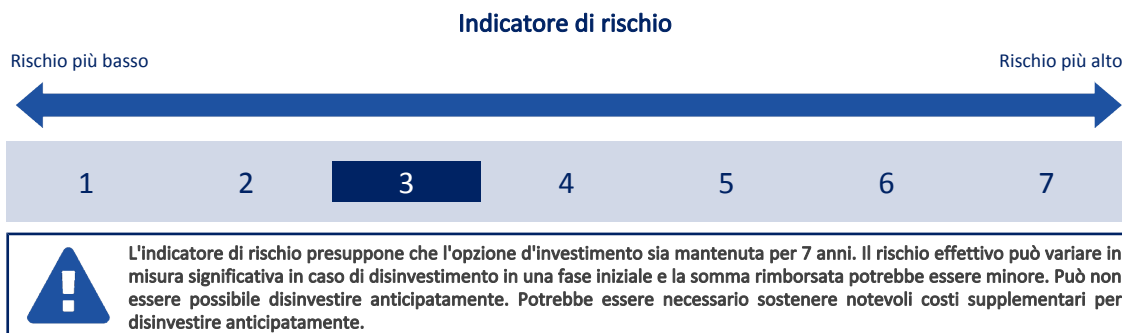 Indicatore di rischio
Rischio più basso
Rischio più alto
1 2 3 4 5 6 7
L'indicatore di rischio presuppone che l'opzione d'investimento sia mantenuta per 7 anni. Il rischio effettivo può variare in
misura significativa in caso di disinvestimento in una fase iniziale e la somma rimborsata potrebbe essere minore. Può non
essere possibile disinvestire anticipatamente. Potrebbe essere necessario sostenere notevoli costi supplementari per
disinvestire anticipatamente.